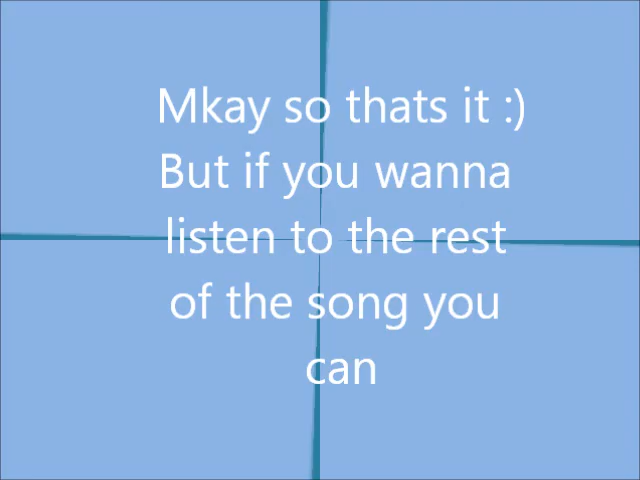 Mkay so thats it :)
But if you wanna
listen to the rest
of the song you
can